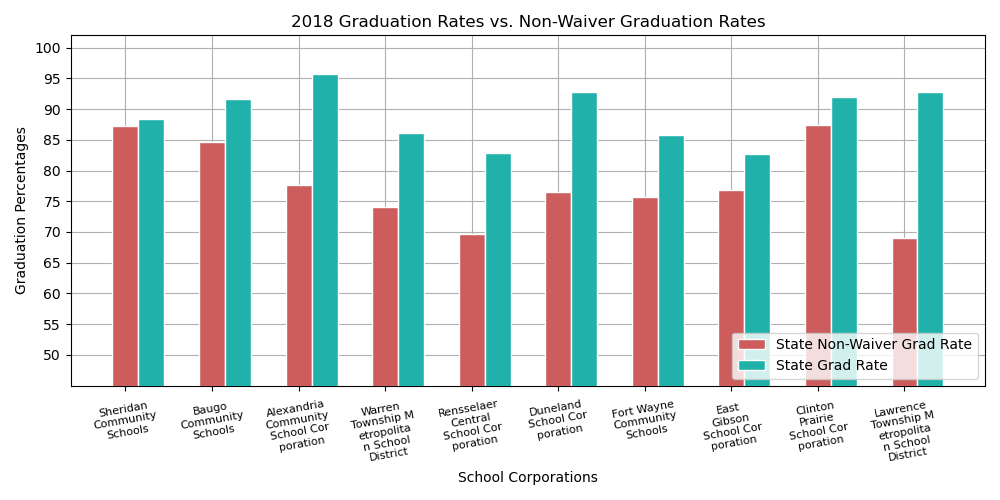 2018 Graduation Rates vs. Non-Waiver Graduation Rates
Graduation Percentages
100
95
90
85
80
75
70
65
60
55
50
State Non-Waiver Grad Rate
State Grad Rate
Sheridan
Community
Schools
Baugo
Community
Schools
Alexandria
Community
School Cor
poration
Warren
Township M
etropolita
n School
District
Rensselaer
Central
School Cor
poration
Duneland
School Cor
poration
Fort Wayne
Community
Schools
East
Gibson
School Cor
poration
Clinton
Prairie
School Cor
poration
Lawrence
Township M
etropolita
n School
District
School Corporations